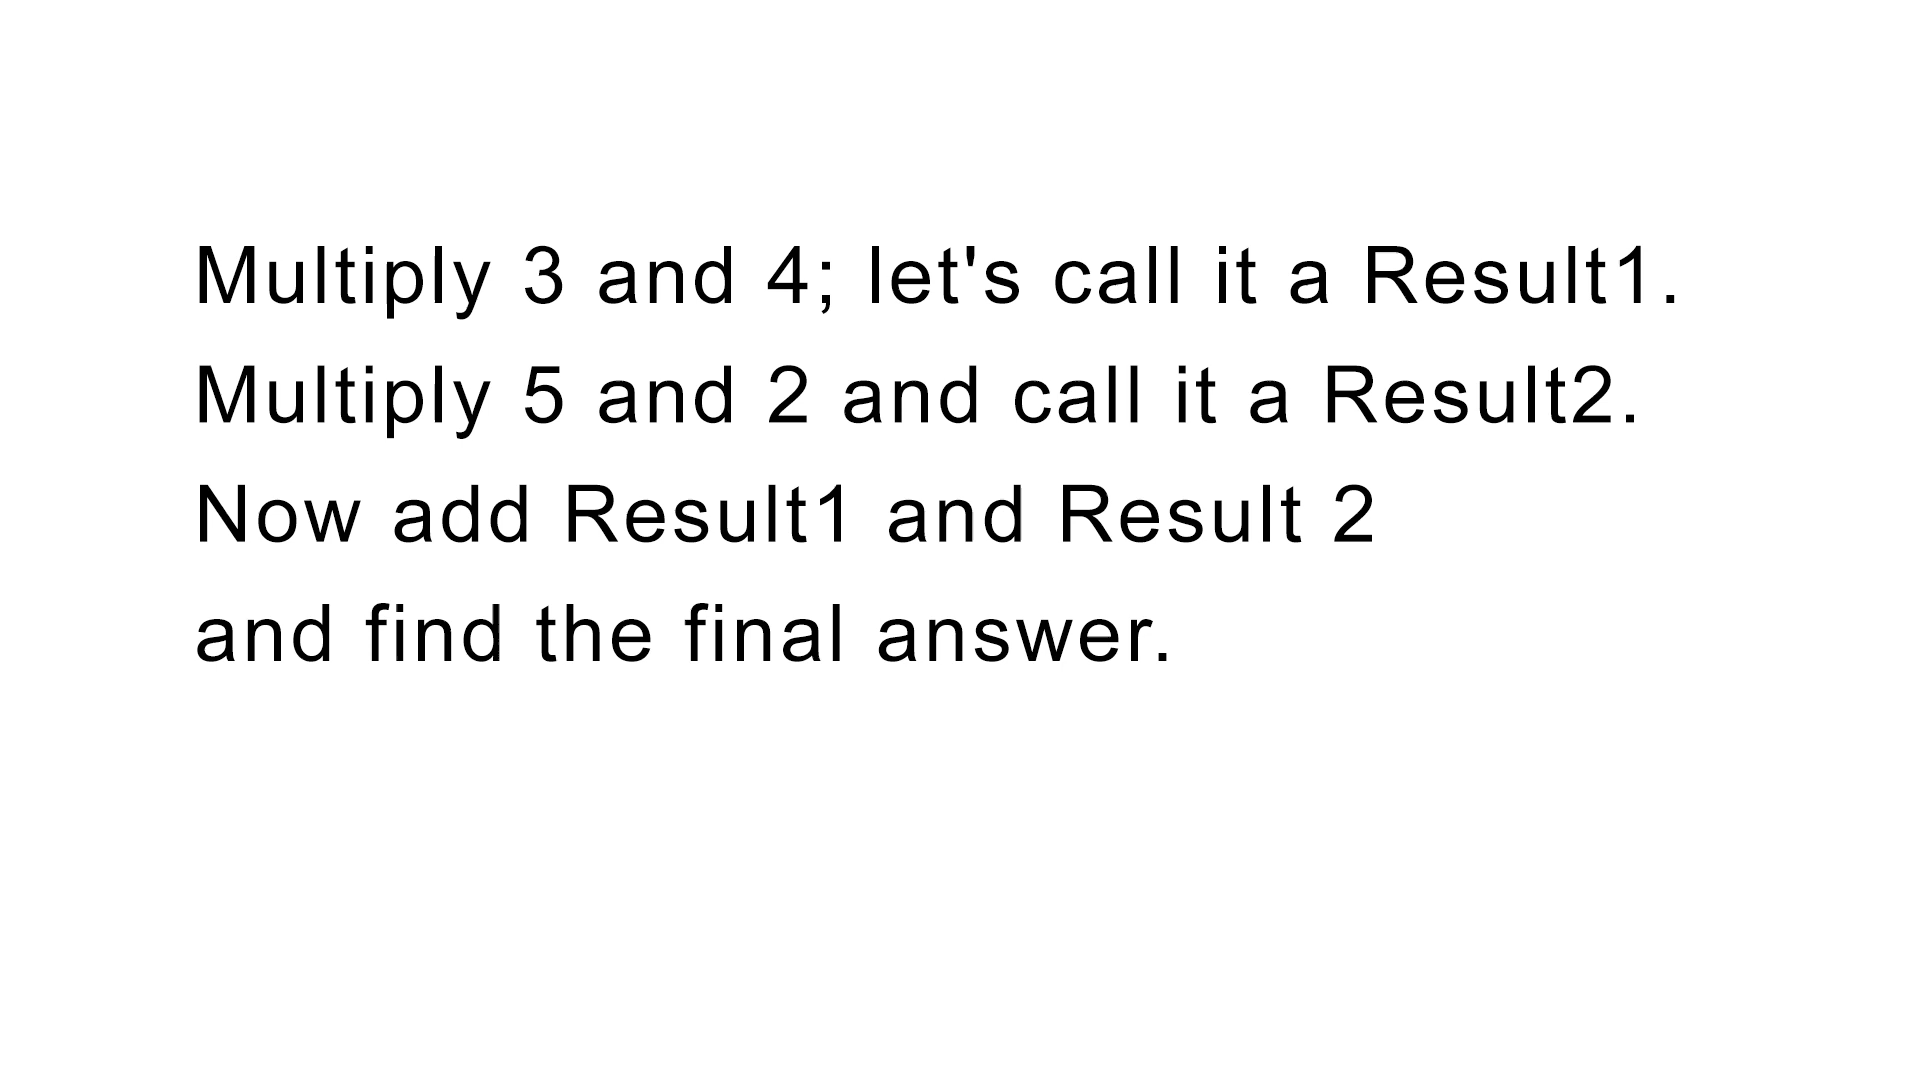 Multiply 3 and 4; let's call it a Result1.
Multiply 5 and 2 and call it a Result2.
Now add Result1 and Result 2
and find the final answer.